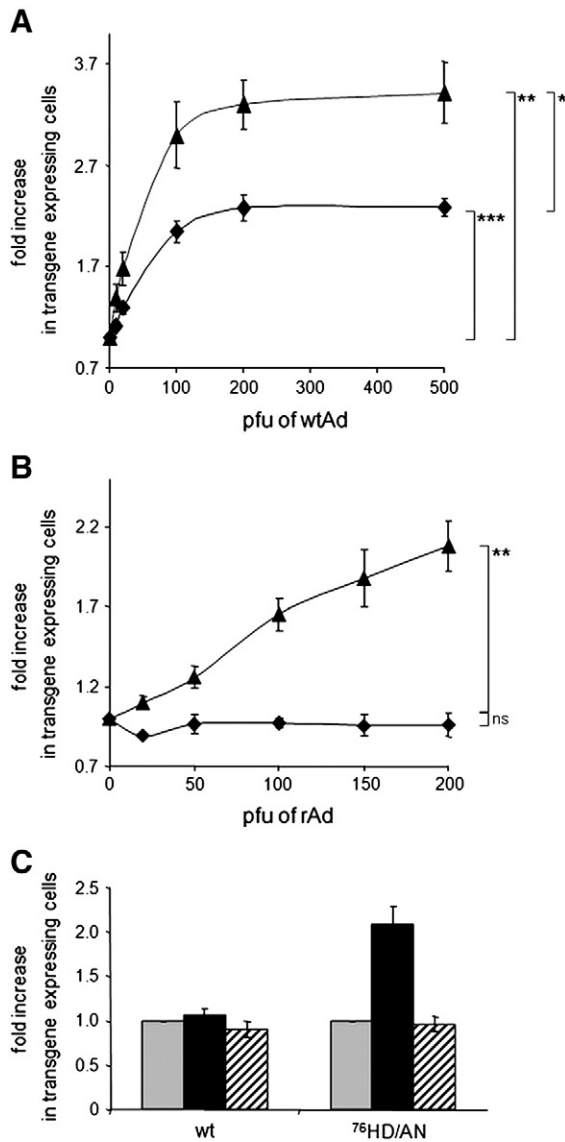 A
fold increase
in transgene expressing cells
3.7
2.7
1.7
0.7
0 100 200 300 400 500
pfu of wtAd
***
**
*
B
fold increase
in transgene expressing cells
2.2
1.7
1.2
0.7
0 50 100 150 200
pfu of rAd
**
ns
C
fold increase
in transgene expressing cells
2.5
2.0
1.5
1.0
0.5
0
wt ⁷⁶HD/AN